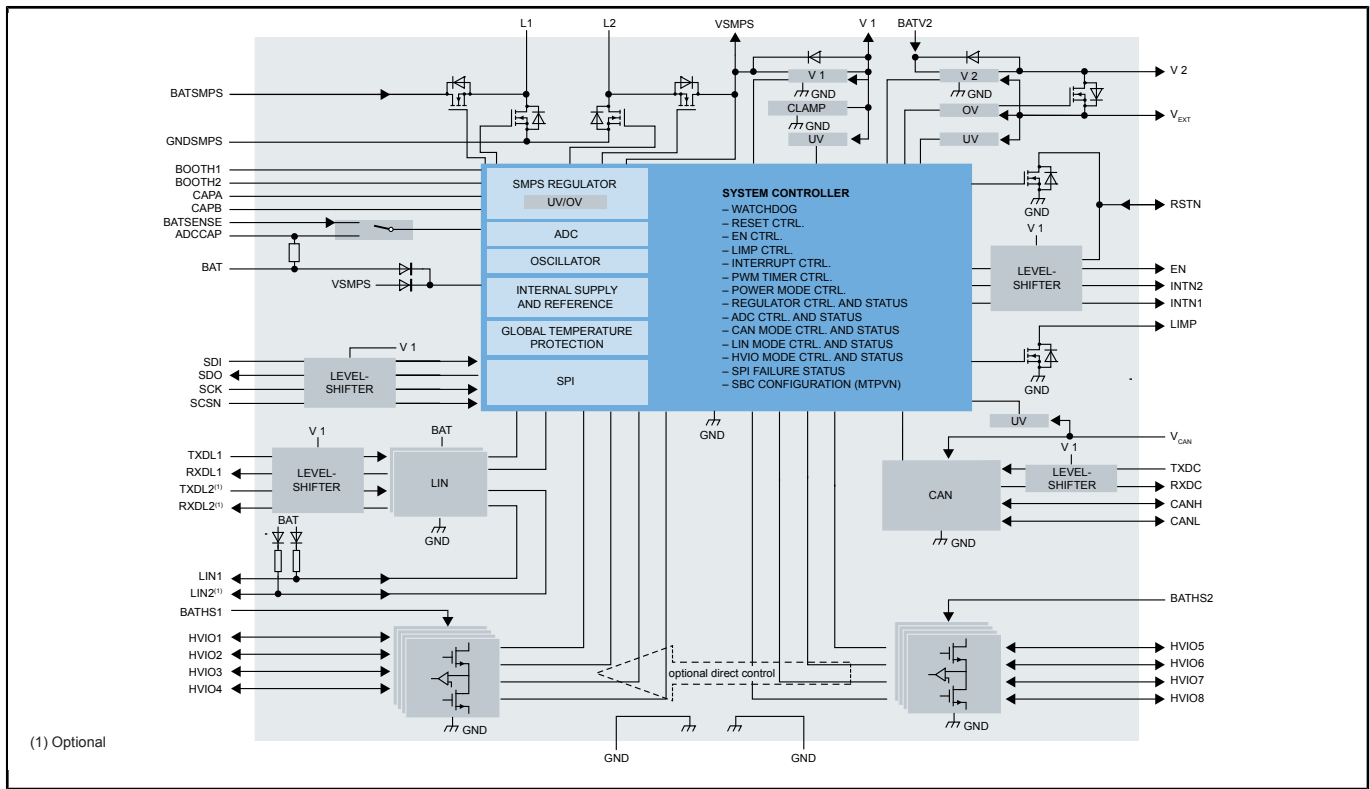 L1
L2
VSMPS
V 1
BATV2
V 1
GND
CLAMP
GND
UV
V 2
GND
OV
UV
V 2
VEXT
BATSMPS
GNDSMPS
BOOTH1
BOOTH2
CAPA
CAPB
BATSENSE
ADCCAP
BAT
VSMPS
SMPS REGULATOR
UV/OV
ADC
OSCILLATOR
INTERNAL SUPPLY
AND REFERENCE
GLOBAL TEMPERATURE
PROTECTION
SPI
SYSTEM CONTROLLER
– WATCHDOG
– RESET CTRL.
– EN CTRL.
– LIMP CTRL.
– INTERRUPT CTRL.
– PWM TIMER CTRL.
– POWER MODE CTRL.
– REGULATOR CTRL. AND STATUS
– ADC CTRL. AND STATUS
– CAN MODE CTRL. AND STATUS
– LIN MODE CTRL. AND STATUS
– HVIO MODE CTRL. AND STATUS
– SPI FAILURE STATUS
– SBC CONFIGURATION (MTPVN)
GND
GND
RSTN
V 1
LEVEL-
SHIFTER
EN
INTN2
INTN1
LIMP
GND
SDI
SDO
SCK
SCSN
V 1
LEVEL-
SHIFTER
TXDL1
RXDL1
TXDL2(1)
RXDL2(1)
V 1
LEVEL-
SHIFTER
BAT
LIN
GND
BAT
LIN1
LIN2(1)
UV
VCAN
V 1
LEVEL-
SHIFTER
CAN
GND
TXDC
RXDC
CANH
CANL
BATHS1
HVIO1
HVIO2
HVIO3
HVIO4
GND
optional direct control
BATHS2
HVIO5
HVIO6
HVIO7
HVIO8
GND
GND
GND
(1) Optional